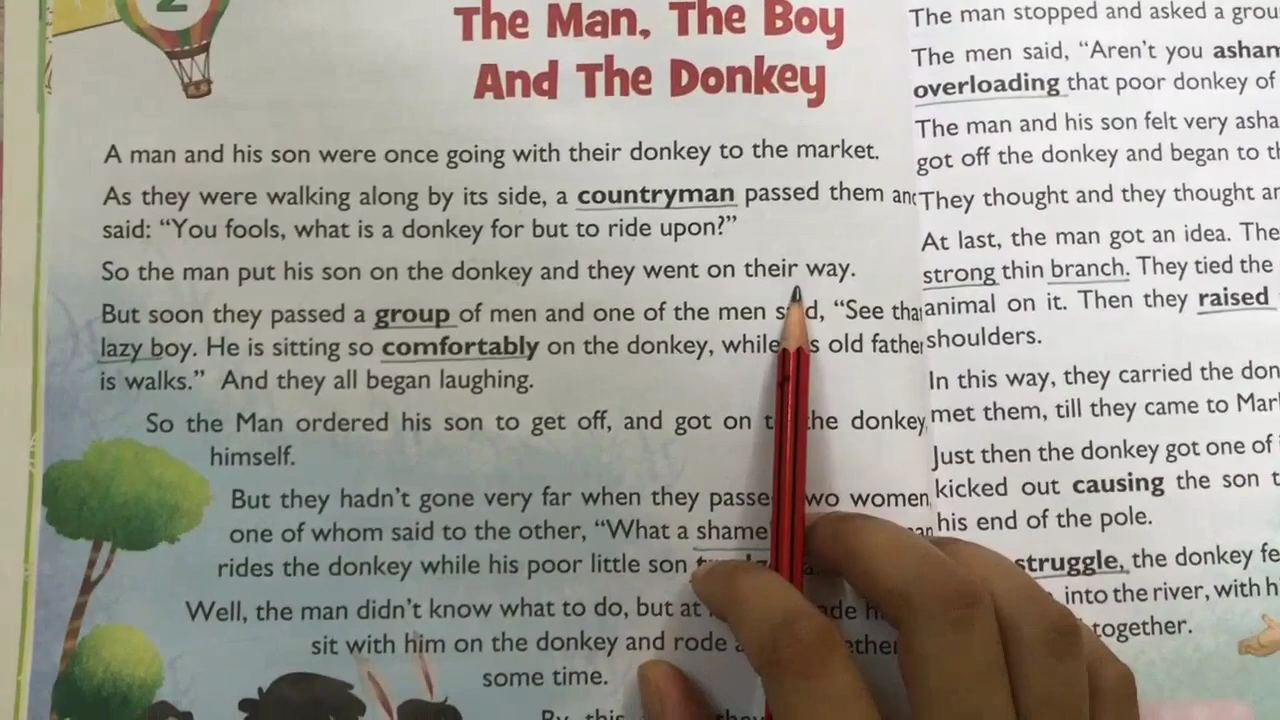 2
The Man, The Boy
And The Donkey
A man and his son were once going with their donkey to the market.
As they were walking along by its side, a countryman passed them and
said: “You fools, what is a donkey for but to ride upon?”
So the man put his son on the donkey and they went on their way.
But soon they passed a group of men and one of the men said, “See that
lazy boy. He is sitting so comfortably on the donkey, while his old father
is walks.” And they all began laughing.
So the Man ordered his son to get off, and got on the donkey
himself.
But they hadn't gone very far when they passed two women
one of whom said to the other, “What a shame
rides the donkey while his poor little son
Well, the man didn't know what to do, but at
sit with him on the donkey and rode
some time.
By this
The man stopped and asked a
The men said, “Aren't you
overloading that poor donkey of
The man and his son felt very
got off the donkey and began to
They thought and they thought
At last, the man got an idea.
strong thin branch. They tied the
animal on it. Then they raised
shoulders.
In this way, they carried the
met them, till they came to
Just then the donkey got one of
kicked out causing the son
his end of the pole.
struggle, the donkey
into the river, with
together.